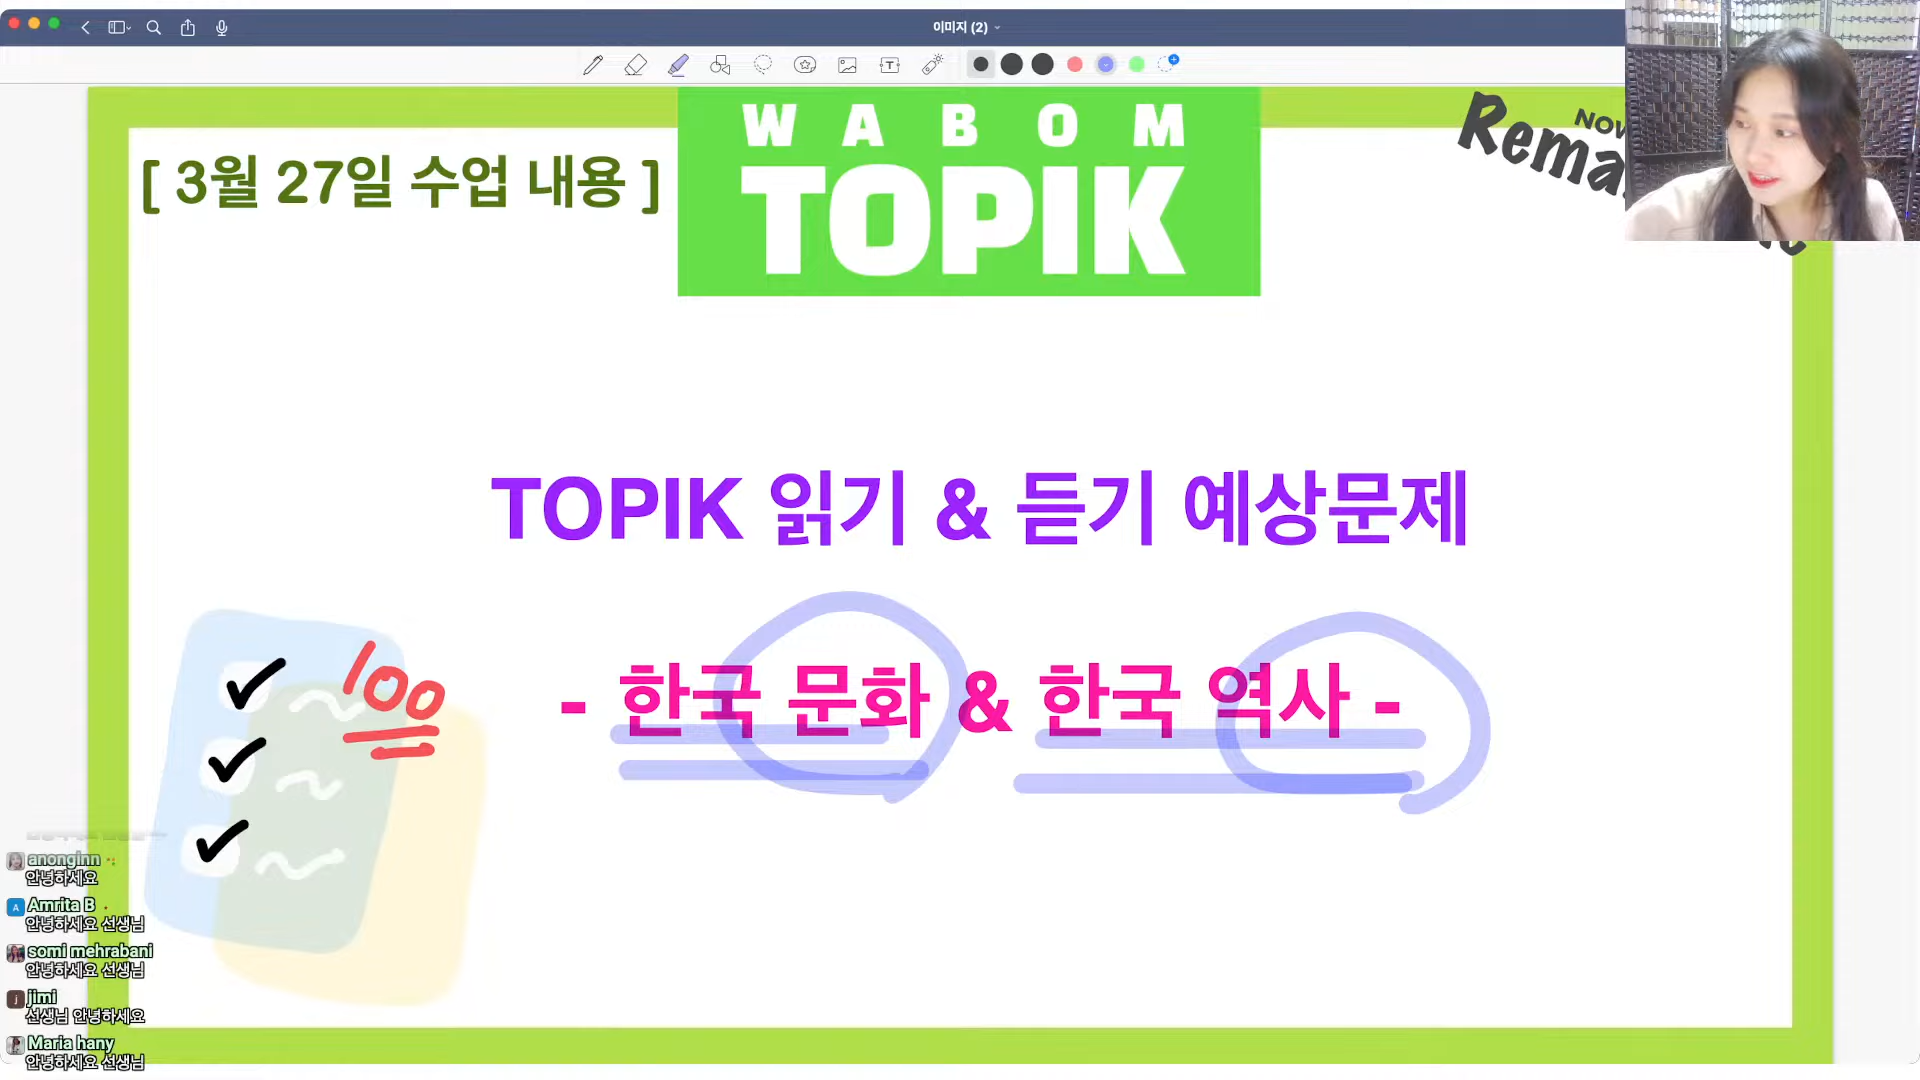 이미지 (2)
WABOM
TOPIK
[ 3월 27일 수업 내용 ]
NOW
TOPIK 읽기 & 듣기 예상문제
- 한국 문화 & 한국 역사 -
100
anonginn
안녕하세요
Amrita B
안녕하세요 선생님
somi mehrabani
안녕하세요 선생님
jimi
선생님 안녕하세요
Maria hany
안녕하세요 선생님